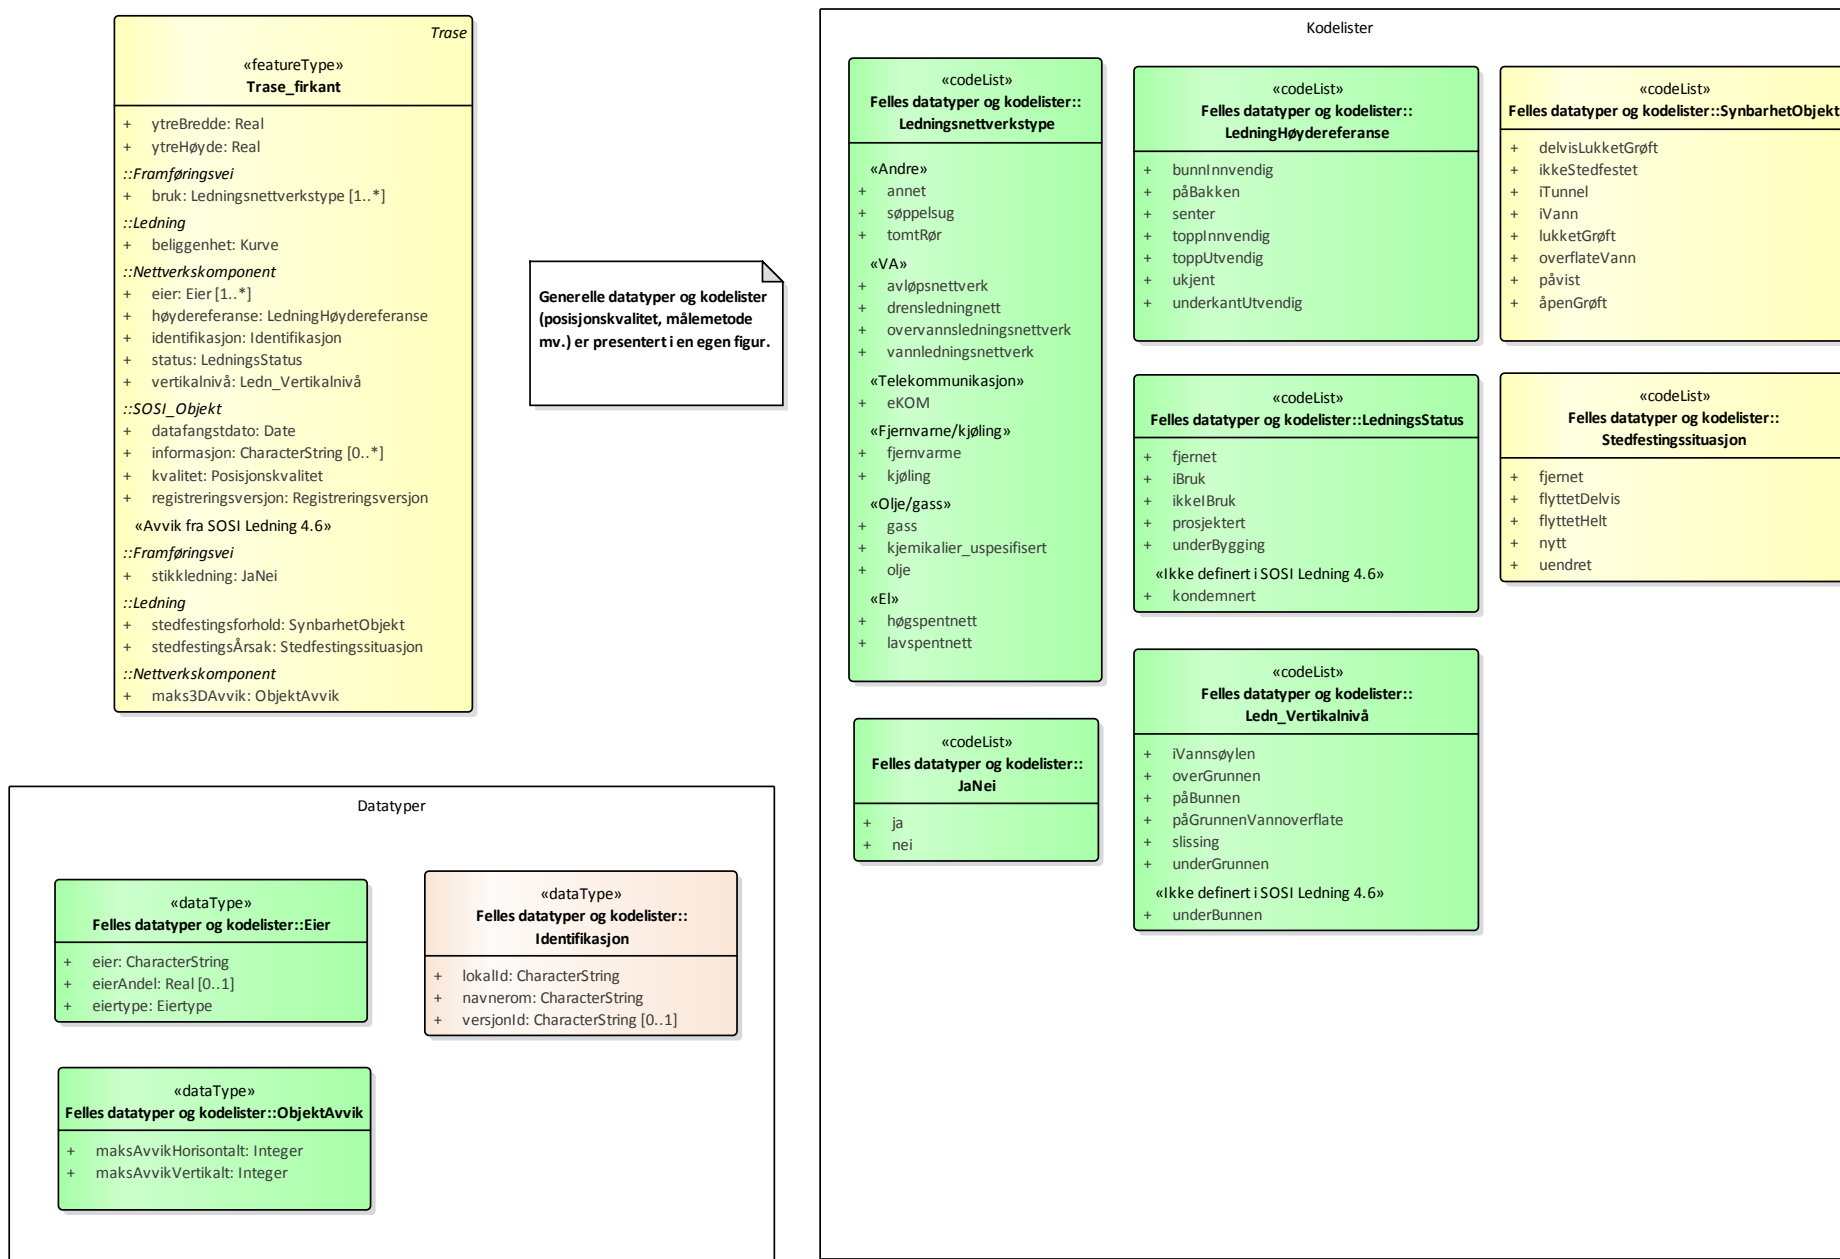 Trase
«featureType»
Trase_firkant
+ ytreBredde: Real
+ ytreHøyde: Real
::Framføringsvei
+ bruk: Ledningsnettverkstype [1..*]
::Ledning
+ beliggenhet: Kurve
::Nettverkskomponent
+ eier: Eier [1..*]
+ høydereferanse: LedningHøydereferanse
+ identifikasjon: Identifikasjon
+ status: LedningsStatus
+ vertikalnivå: Ledn_Vertikalnivå
::SOSI_Objekt
+ datafangstdato: Date
+ informasjon: CharacterString [0..*]
+ kvalitet: Posisjonskvalitet
+ registreringsversjon: Registreringsversjon
«Avvik fra SOSI Ledning 4.6»
::Framføringsvei
+ stikkledning: JaNei
::Ledning
+ stedfestingsforhold: SynbarhetObjekt
+ stedfestingsÅrsak: Stedfestingssituasjon
::Nettverkskomponent
+ maks3DAvvik: ObjektAvvik
Generelle datatyper og kodelister
(posisjonskvalitet, målemetode
mv.) er presentert i en egen figur.
Datatyper
«dataType»
Felles datatyper og kodelister::Eier
+ eier: CharacterString
+ eierAndel: Real [0..1]
+ eiertype: Eiertype
«dataType»
Felles datatyper og kodelister::
Identifikasjon
+ lokalId: CharacterString
+ navnerom: CharacterString
+ versjonId: CharacterString [0..1]
«dataType»
Felles datatyper og kodelister::ObjektAvvik
+ maksAvvikHorisontalt: Integer
+ maksAvvikVertikalt: Integer
Kodelister
«codeList»
Felles datatyper og kodelister::
Ledningsnettverkstype
«Andre»
+ annet
+ søppelsug
+ tomtRør
«VA»
+ avløpsnettverk
+ drensledningnett
+ overvannsledningsnettverk
+ vannledningsnettverk
«Telekommunikasjon»
+ eKOM
«Fjernvarne/kjøling»
+ fjernvarme
+ kjøling
«Olje/gass»
+ gass
+ kjemikalier_uspesifisert
+ olje
«El»
+ høgspentnett
+ lavspentnett
«codeList»
Felles datatyper og kodelister::
JaNei
+ ja
+ nei
«codeList»
Felles datatyper og kodelister::
LedningHøydereferanse
+ bunnInnvendig
+ påBakken
+ senter
+ toppInnvendig
+ toppUtvendig
+ ukjent
+ underkantUtvendig
«codeList»
Felles datatyper og kodelister::LedningsStatus
+ fjernet
+ iBruk
+ ikkeIBruk
+ prosjektert
+ underBygging
«Ikke definert i SOSI Ledning 4.6»
+ kondemnert
«codeList»
Felles datatyper og kodelister::
Ledn_Vertikalnivå
+ iVannsøylen
+ overGrunnen
+ påBunnen
+ påGrunnenVannoverflate
+ slissing
+ underGrunnen
«Ikke definert i SOSI Ledning 4.6»
+ underBunnen
«codeList»
Felles datatyper og kodelister::SynbarhetObjekt
+ delvisLukketGrøft
+ ikkeStedfestet
+ iTunnel
+ iVann
+ lukketGrøft
+ overflateVann
+ påvist
+ åpenGrøft
«codeList»
Felles datatyper og kodelister::
Stedfestingssituasjon
+ fjernet
+ flyttetDelvis
+ flyttetHelt
+ nytt
+ uendret